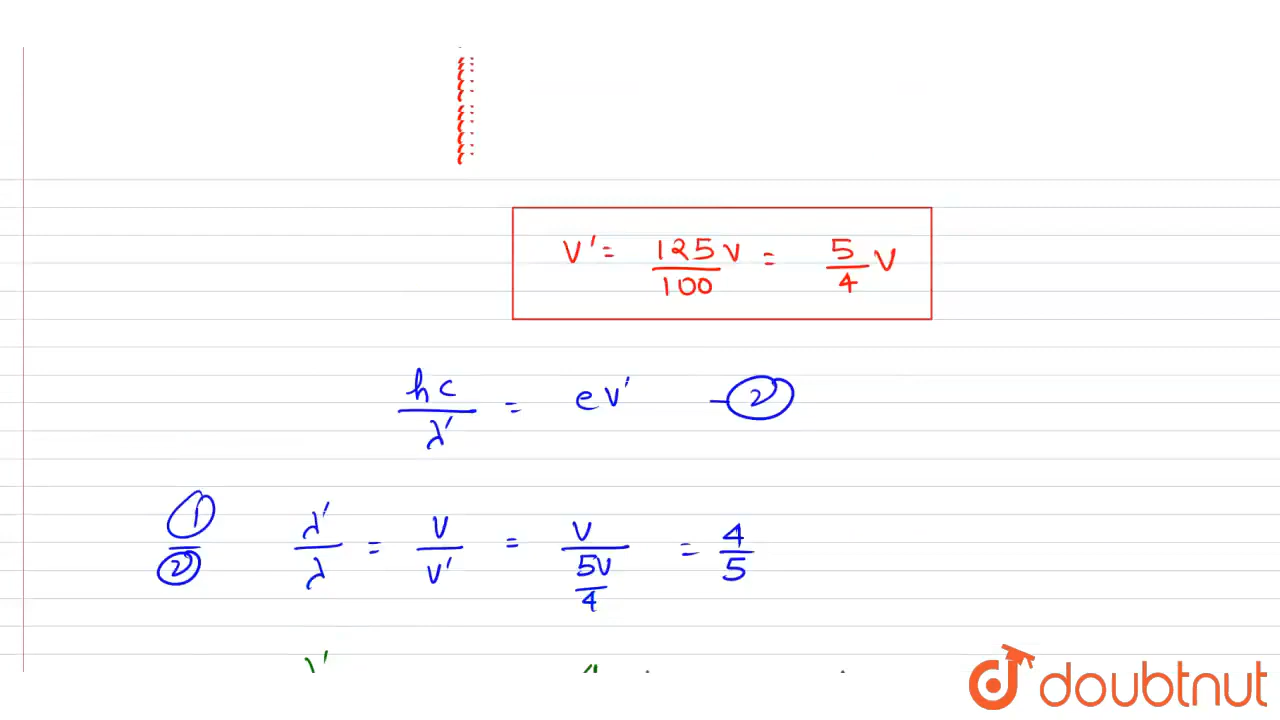 V' = 125V/100 = 5/4 V
hc/λ' = eV' - ②
①/② λ'/λ = V/V' = V/(5V/4) = 4/5
λ'
doubtnut